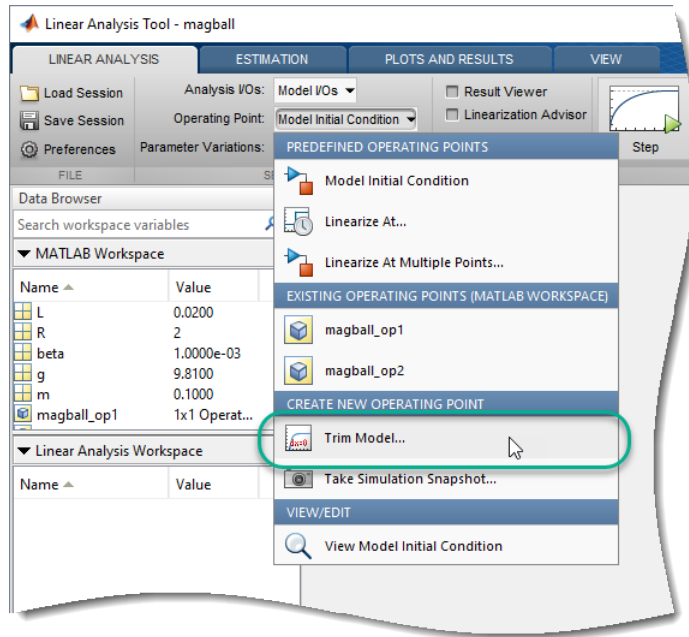 Linear Analysis Tool - magball
LINEAR ANALYSIS ESTIMATION PLOTS AND RESULTS VIEW
Load Session
Save Session
Preferences
FILE
Analysis I/Os: Model I/Os
Operating Point: Model Initial Condition
Parameter Variations:
Result Viewer
Linearization Advisor
Step
Data Browser
Search workspace variables
MATLAB Workspace
Name Value
L 0.0200
R 2
beta 1.0000e-03
g 9.8100
m 0.1000
magball_op1 1x1 Operat...
Linear Analysis Workspace
Name Value
PREDEFINED OPERATING POINTS
Model Initial Condition
Linearize At...
Linearize At Multiple Points...
EXISTING OPERATING POINTS (MATLAB WORKSPACE)
magball_op1
magball_op2
CREATE NEW OPERATING POINT
dx=0
Trim Model...
Take Simulation Snapshot...
VIEW/EDIT
View Model Initial Condition